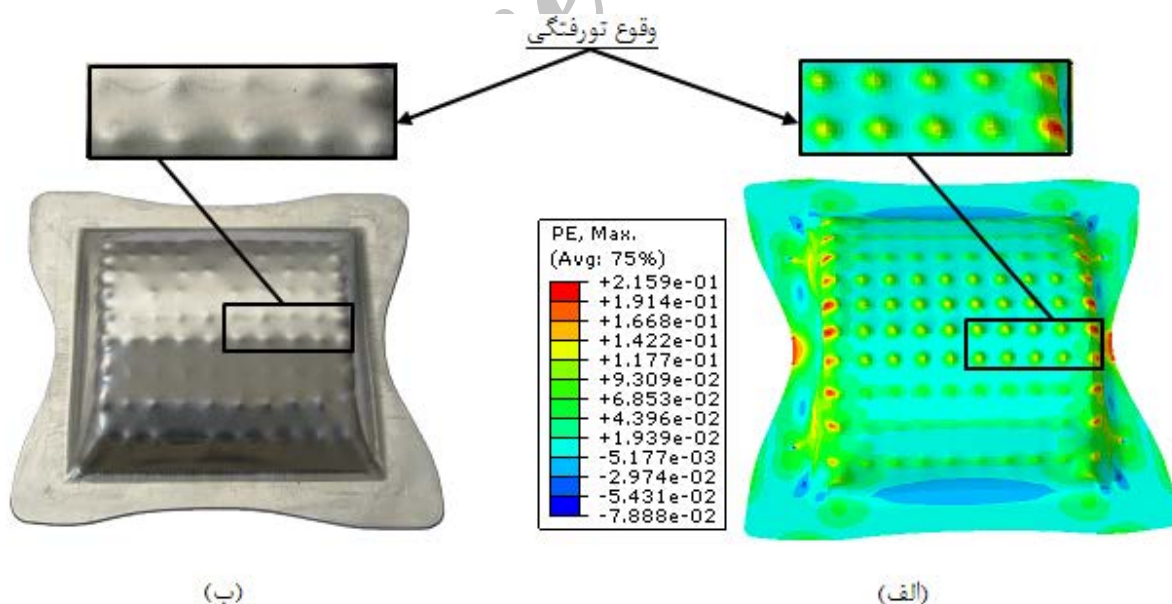 وقوع تورفتگی
PE, Max.
(Avg: 75%)
+2.159e-01
+1.914e-01
+1.668e-01
+1.422e-01
+1.177e-01
+9.309e-02
+6.853e-02
+4.396e-02
+1.939e-02
-5.177e-03
-2.974e-02
-5.431e-02
-7.888e-02
(الف)
(ب)